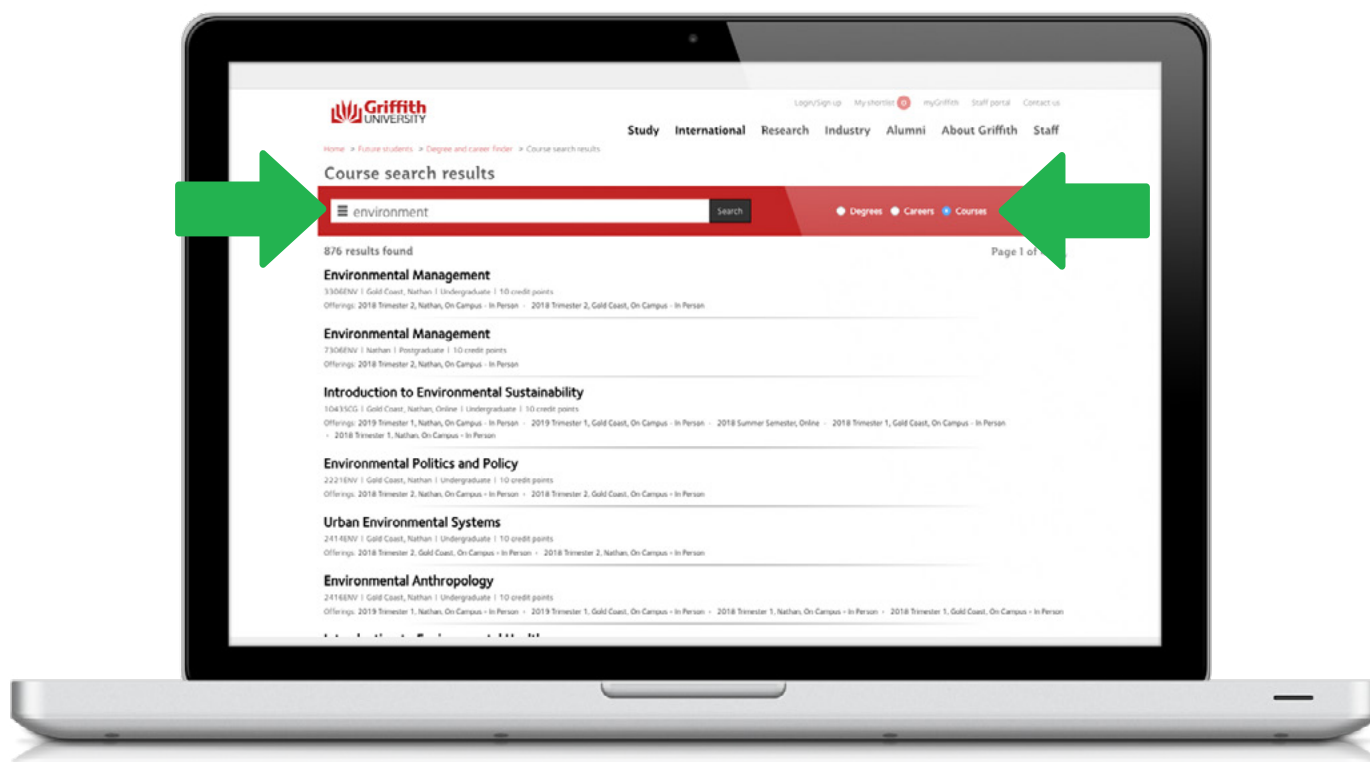 Griffith
UNIVERSITY
Login/Sign up My shortlist 0 myGriffith Staff portal Contact us
Study International Research Industry Alumni About Griffith Staff
Home > Future students > Degree and career finder > Course search results
Course search results
environment Search Degrees Careers Courses
876 results found Page 1 of
Environmental Management
3306ENV | Gold Coast, Nathan | Undergraduate | 10 credit points
Offerings: 2018 Trimester 2, Nathan, On Campus - In Person - 2018 Trimester 2, Gold Coast, On Campus - In Person
Environmental Management
7306ENV | Nathan | Postgraduate | 10 credit points
Offerings: 2018 Trimester 2, Nathan, On Campus - In Person
Introduction to Environmental Sustainability
1043SCG | Gold Coast, Nathan, Online | Undergraduate | 10 credit points
Offerings: 2019 Trimester 1, Nathan, On Campus - In Person - 2019 Trimester 1, Gold Coast, On Campus - In Person - 2018 Summer Semester, Online - 2018 Trimester 1, Gold Coast, On Campus - In Person
- 2018 Trimester 1, Nathan, On Campus - In Person
Environmental Politics and Policy
2221ENV | Gold Coast, Nathan | Undergraduate | 10 credit points
Offerings: 2018 Trimester 2, Nathan, On Campus - In Person - 2018 Trimester 2, Gold Coast, On Campus - In Person
Urban Environmental Systems
2414ENV | Gold Coast, Nathan | Undergraduate | 10 credit points
Offerings: 2018 Trimester 2, Gold Coast, On Campus - In Person - 2018 Trimester 2, Nathan, On Campus - In Person
Environmental Anthropology
2416ENV | Gold Coast, Nathan | Undergraduate | 10 credit points
Offerings: 2019 Trimester 1, Nathan, On Campus - In Person - 2019 Trimester 1, Gold Coast, On Campus - In Person - 2018 Trimester 1, Nathan, On Campus - In Person - 2018 Trimester 1, Gold Coast, On Campus - In Person